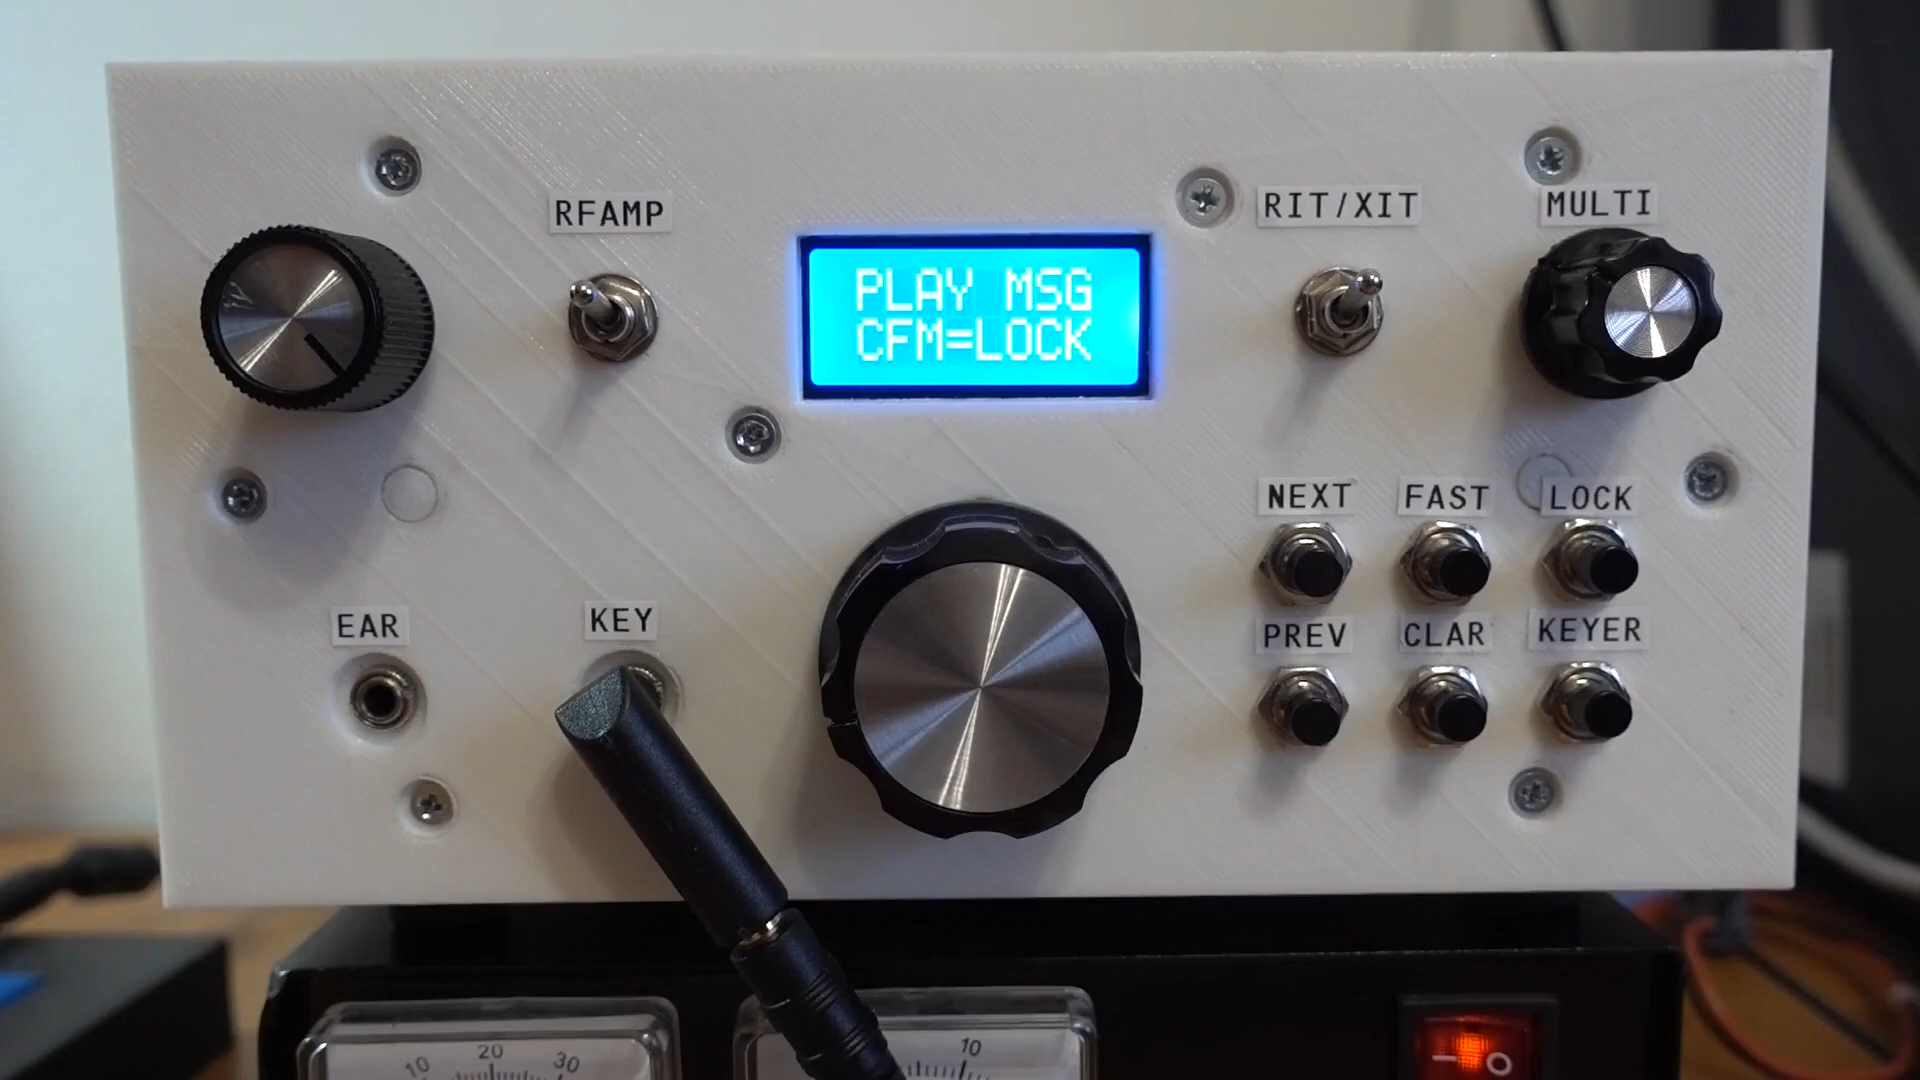 RFAMP
RIT/XIT
MULTI
PLAY MSG
CFM=LOCK
NEXT
FAST
LOCK
EAR
KEY
PREV
CLAR
KEYER
10
20
30
10